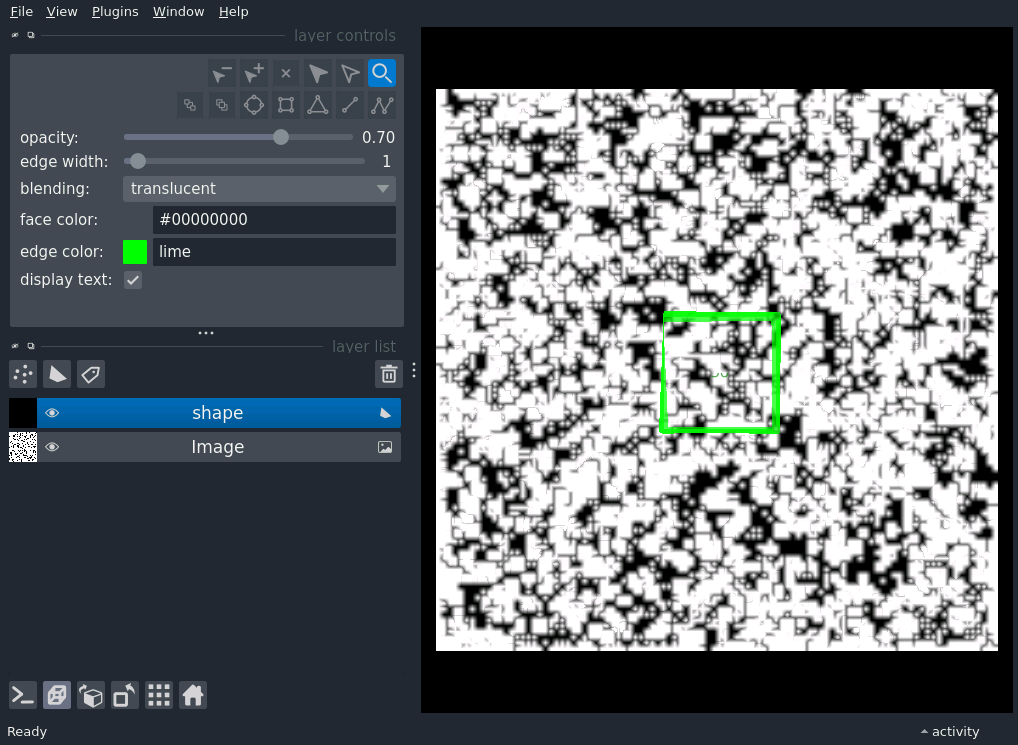 File View Plugins Window Help
layer controls
opacity: 0.70
edge width: 1
blending: translucent
face color: #00000000
edge color: lime
display text:
layer list
shape
Image
Ready
activity